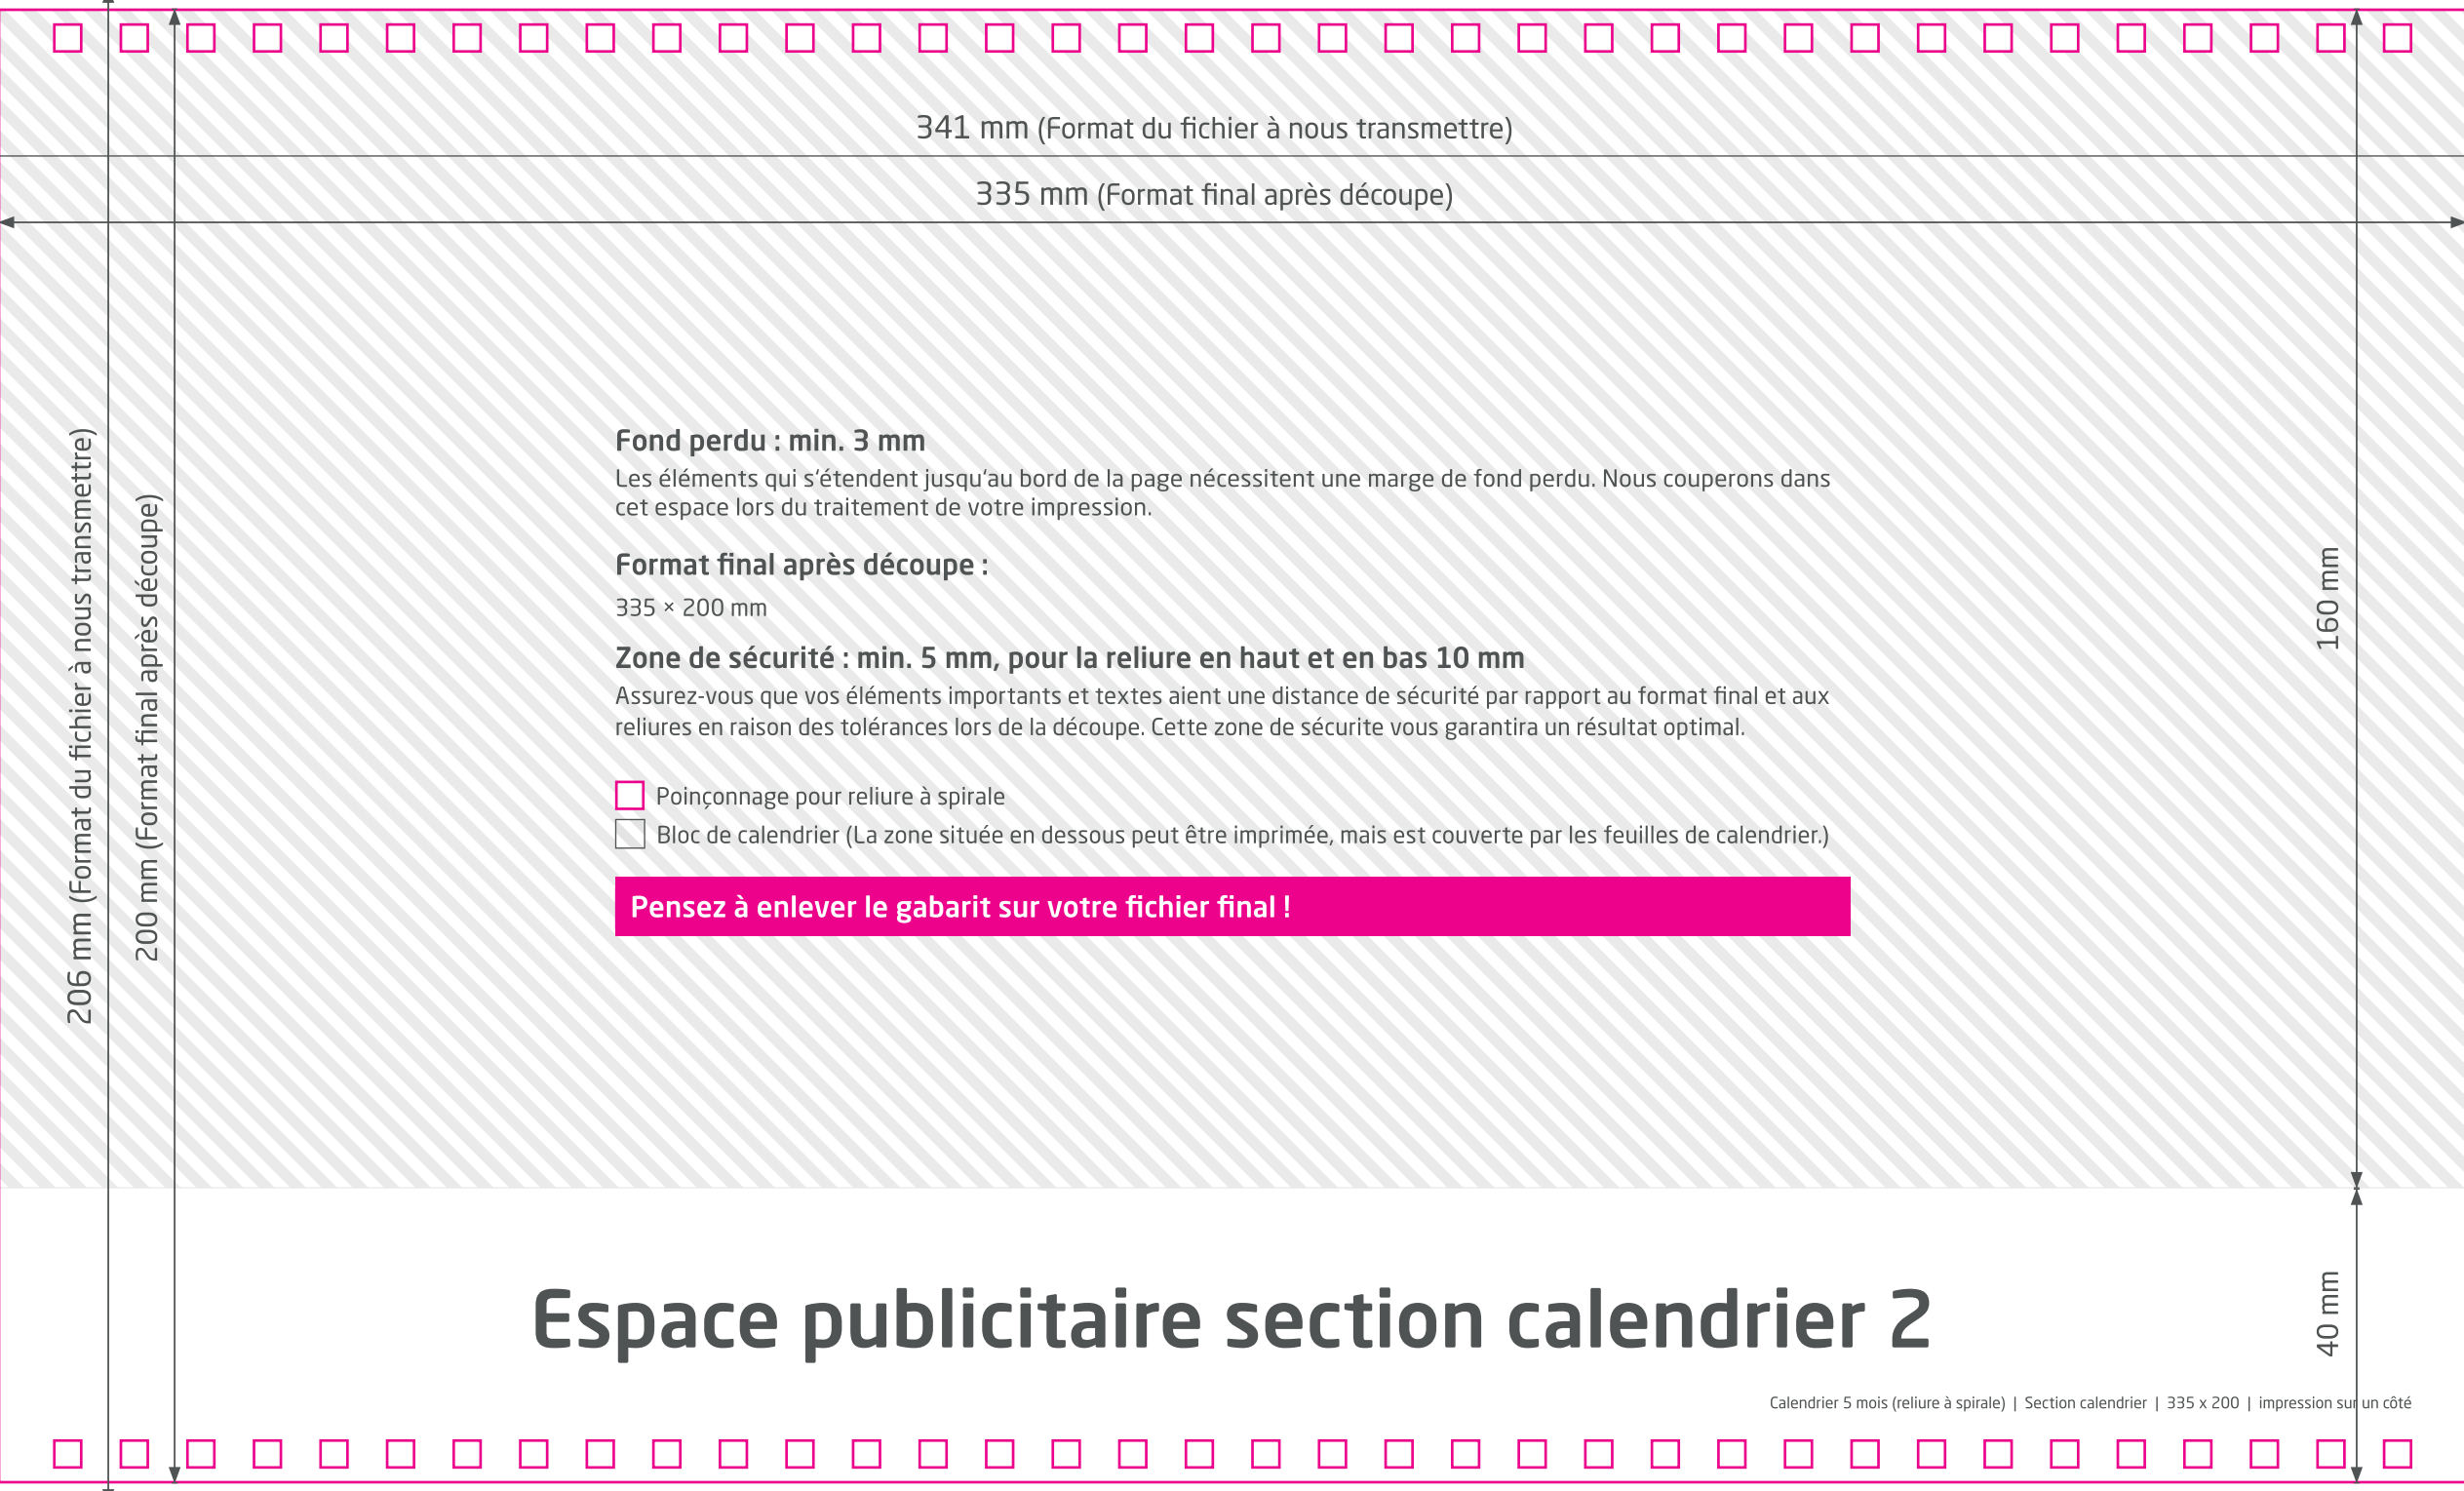 341 mm (Format du fichier à nous transmettre)
335 mm (Format final après découpe)
206 mm (Format du fichier à nous transmettre)
200 mm (Format final après découpe)
Fond perdu : min. 3 mm
Les éléments qui s‘étendent jusqu‘au bord de la page nécessitent une marge de fond perdu. Nous couperons dans
cet espace lors du traitement de votre impression.
Format final après découpe :
335 × 200 mm
Zone de sécurité : min. 5 mm, pour la reliure en haut et en bas 10 mm
Assurez-vous que vos éléments importants et textes aient une distance de sécurité par rapport au format final et aux
reliures en raison des tolérances lors de la découpe. Cette zone de sécurite vous garantira un résultat optimal.
Poinçonnage pour reliure à spirale
Bloc de calendrier (La zone située en dessous peut être imprimée, mais est couverte par les feuilles de calendrier.)
Pensez à enlever le gabarit sur votre fichier final !
160 mm
Espace publicitaire section calendrier 2
40 mm
Calendrier 5 mois (reliure à spirale) | Section calendrier | 335 x 200 | impression sur un côté